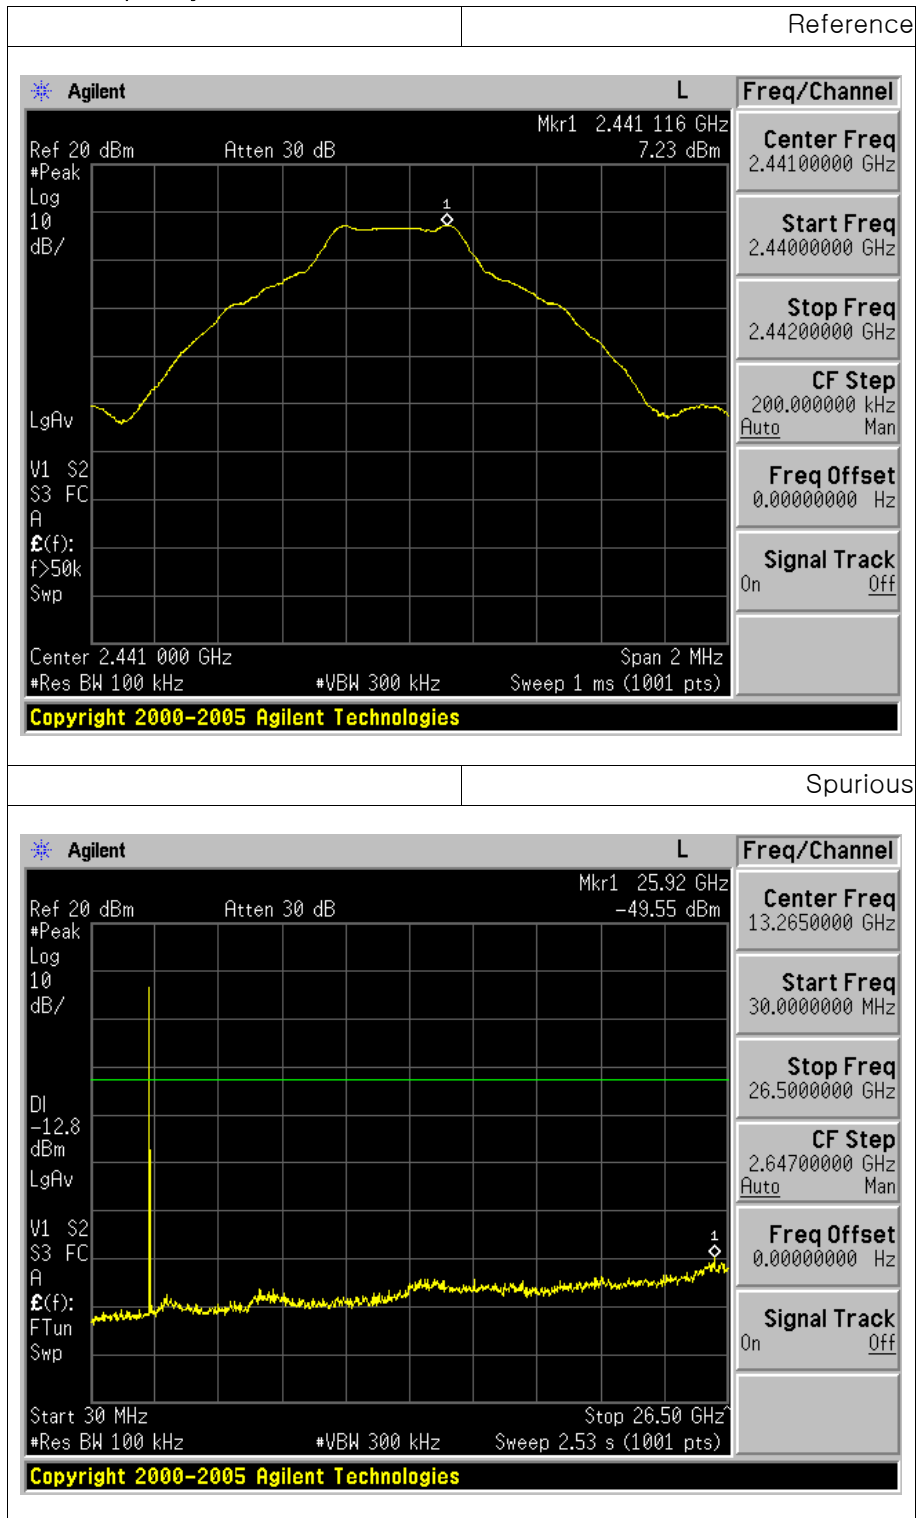 Reference
Agilent L
Freq/Channel
Mkr1 2.441 116 GHz
Ref 20 dBm Atten 30 dB 7.23 dBm
#Peak
Log
10
dB/
1
LgAv
V1 S2
S3 FC
A
£(f):
f>50k
Swp
Center 2.441 000 GHz Span 2 MHz
#Res BW 100 kHz #VBW 300 kHz Sweep 1 ms (1001 pts)
Copyright 2000-2005 Agilent Technologies
Center Freq
2.44100000 GHz
Start Freq
2.44000000 GHz
Stop Freq
2.44200000 GHz
CF Step
200.000000 kHz
Auto Man
Freq Offset
0.00000000 Hz
Signal Track
On Off
Spurious
Agilent L
Freq/Channel
Mkr1 25.92 GHz
Ref 20 dBm Atten 30 dB -49.55 dBm
#Peak
Log
10
dB/
DI
-12.8
dBm
LgAv
1
V1 S2
S3 FC
A
£(f):
FTun
Swp
Start 30 MHz Stop 26.50 GHz^
#Res BW 100 kHz #VBW 300 kHz Sweep 2.53 s (1001 pts)
Copyright 2000-2005 Agilent Technologies
Center Freq
13.2650000 GHz
Start Freq
30.0000000 MHz
Stop Freq
26.5000000 GHz
CF Step
2.64700000 GHz
Auto Man
Freq Offset
0.00000000 Hz
Signal Track
On Off